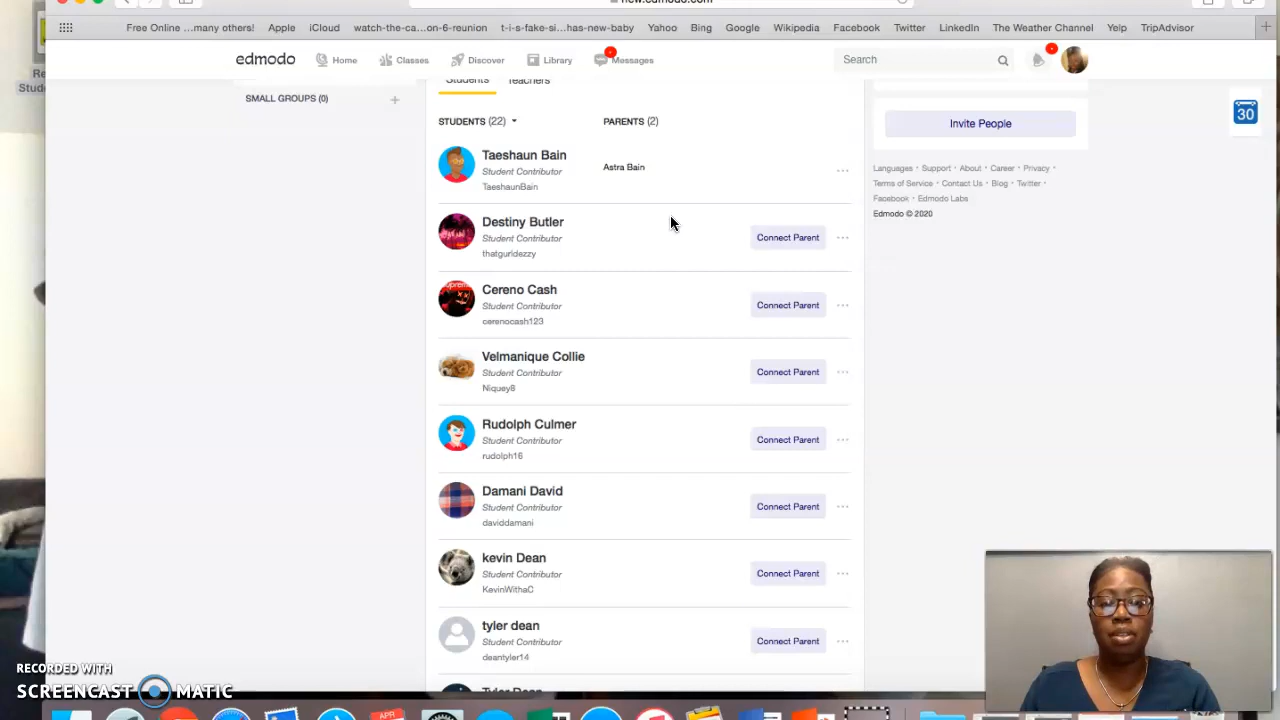 new.edmodo.com
Free Online ...many others! Apple iCloud watch-the-ca...on-6-reunion t-i-s-fake-si...has-new-baby Yahoo Bing Google Wikipedia Facebook Twitter LinkedIn The Weather Channel Yelp TripAdvisor
edmodo Home Classes Discover Library Messages Search
Students Teachers
SMALL GROUPS (0)
STUDENTS (22) PARENTS (2)
Invite People
30
Taeshaun Bain
Student Contributor
TaeshaunBain
Astra Bain
Languages · Support · About · Career · Privacy ·
Terms of Service · Contact Us · Blog · Twitter ·
Facebook · Edmodo Labs
Edmodo © 2020
Destiny Butler
Student Contributor
thatgurldezzy
Connect Parent
Cereno Cash
Student Contributor
cerenocash123
Connect Parent
Velmanique Collie
Student Contributor
Niquey8
Connect Parent
Rudolph Culmer
Student Contributor
rudolph16
Connect Parent
Damani David
Student Contributor
daviddamani
Connect Parent
kevin Dean
Student Contributor
KevinWithaC
Connect Parent
tyler dean
Student Contributor
deantyler14
Connect Parent
Tyler Dean
RECORDED WITH
SCREENCAST MATIC
APR